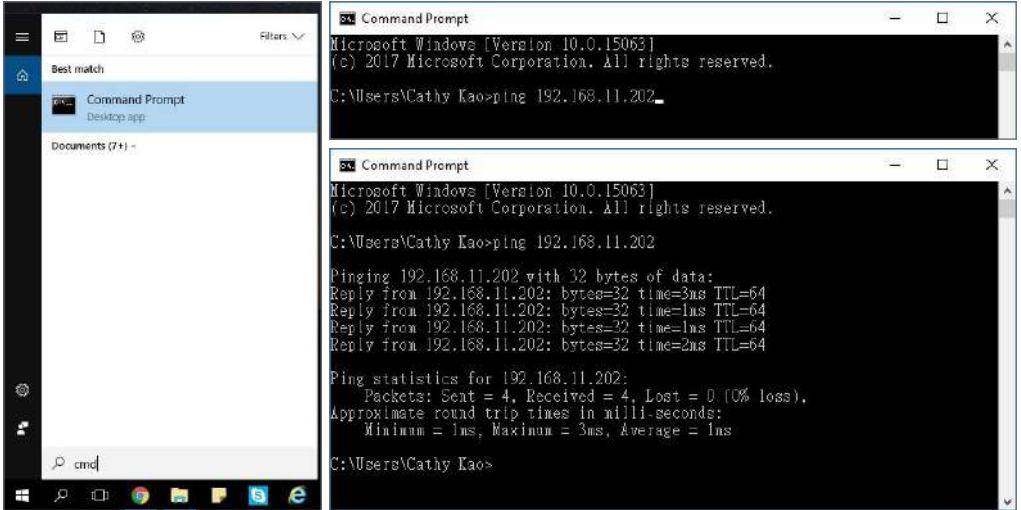 Filters
Best match
Command Prompt
Desktop app
Documents (7+) -
cmd
Command Prompt
Microsoft Windows [Version 10.0.15063]
(c) 2017 Microsoft Corporation. All rights reserved.
C:\Users\Cathy Kao>ping 192.168.11.202_
Command Prompt
Microsoft Windows [Version 10.0.15063]
(c) 2017 Microsoft Corporation. All rights reserved.
C:\Users\Cathy Kao>ping 192.168.11.202
Pinging 192.168.11.202 with 32 bytes of data:
Reply from 192.168.11.202: bytes=32 time=3ms TTL=64
Reply from 192.168.11.202: bytes=32 time=1ms TTL=64
Reply from 192.168.11.202: bytes=32 time=1ms TTL=64
Reply from 192.168.11.202: bytes=32 time=2ms TTL=64
Ping statistics for 192.168.11.202:
Packets: Sent = 4, Received = 4, Lost = 0 (0% loss),
Approximate round trip times in milli-seconds:
Minimum = 1ms, Maximum = 3ms, Average = 1ms
C:\Users\Cathy Kao>